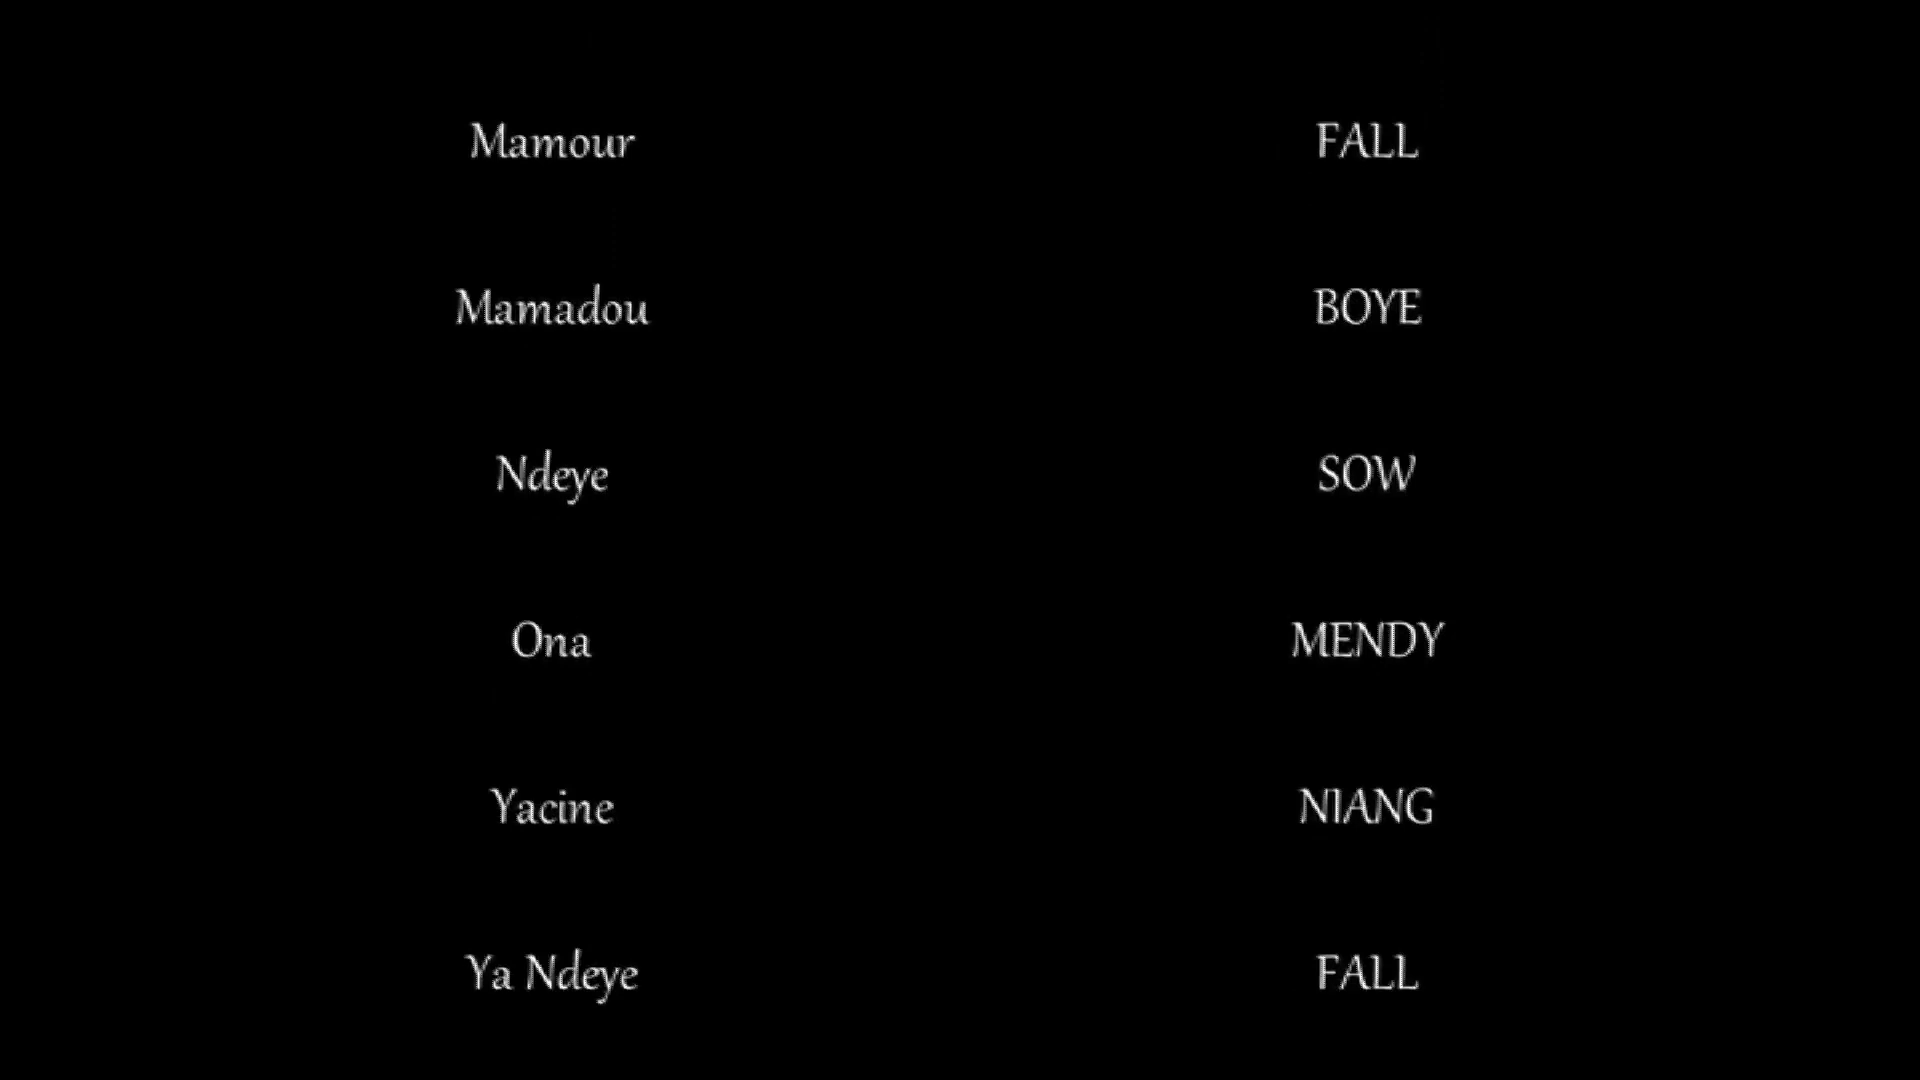 Mamour FALL
Mamadou BOYE
Ndeye SOW
Ona MENDY
Yacine NIANG
Ya Ndeye FALL